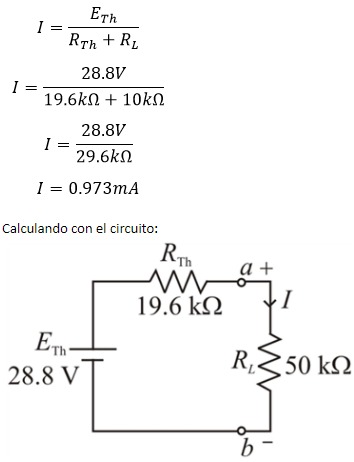 I = E_Th / (R_Th + R_L)
I = 28.8V / (19.6kΩ + 10kΩ)
I = 28.8V / 29.6kΩ
I = 0.973mA
Calculando con el circuito:
R_Th
19.6 kΩ
a +
I
E_Th
28.8 V
R_L
50 kΩ
b -